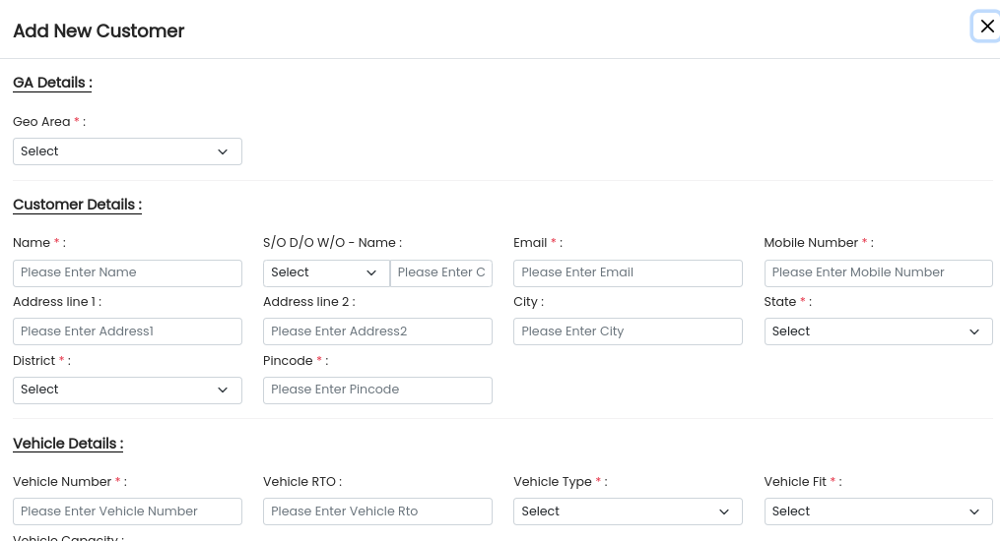 Add New Customer
GA Details :
Geo Area * :
Select
Customer Details :
Name * : S/O D/O W/O - Name : Email * : Mobile Number * :
Please Enter Name Select Please Enter C Please Enter Email Please Enter Mobile Number
Address line 1 : Address line 2 : City : State * :
Please Enter Address1 Please Enter Address2 Please Enter City Select
District * : Pincode * :
Select Please Enter Pincode
Vehicle Details :
Vehicle Number * : Vehicle RTO : Vehicle Type * : Vehicle Fit * :
Please Enter Vehicle Number Please Enter Vehicle Rto Select Select
Vehicle Capacity :